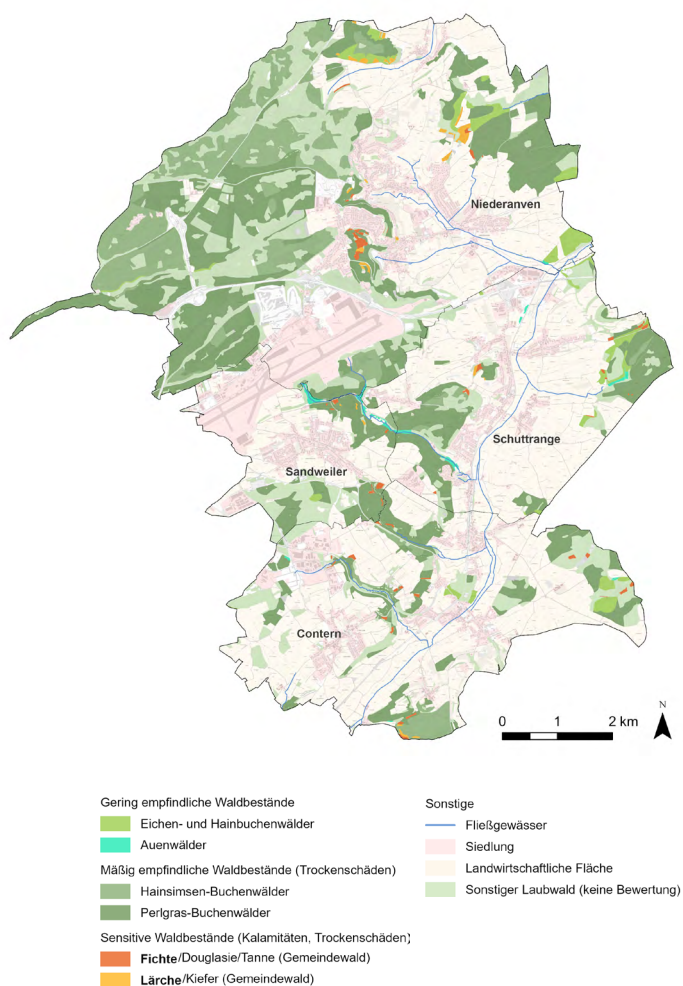 Niederanven
Schuttrange
Sandweiler
Contern
N
0 1 2 km
Gering empfindliche Waldbestände
Eichen- und Hainbuchenwälder
Auenwälder
Mäßig empfindliche Waldbestände (Trockenschäden)
Hainsimsen-Buchenwälder
Perlgras-Buchenwälder
Sensitive Waldbestände (Kalamitäten, Trockenschäden)
Fichte/Douglasie/Tanne (Gemeindewald)
Lärche/Kiefer (Gemeindewald)
Sonstige
Fließgewässer
Siedlung
Landwirtschaftliche Fläche
Sonstiger Laubwald (keine Bewertung)